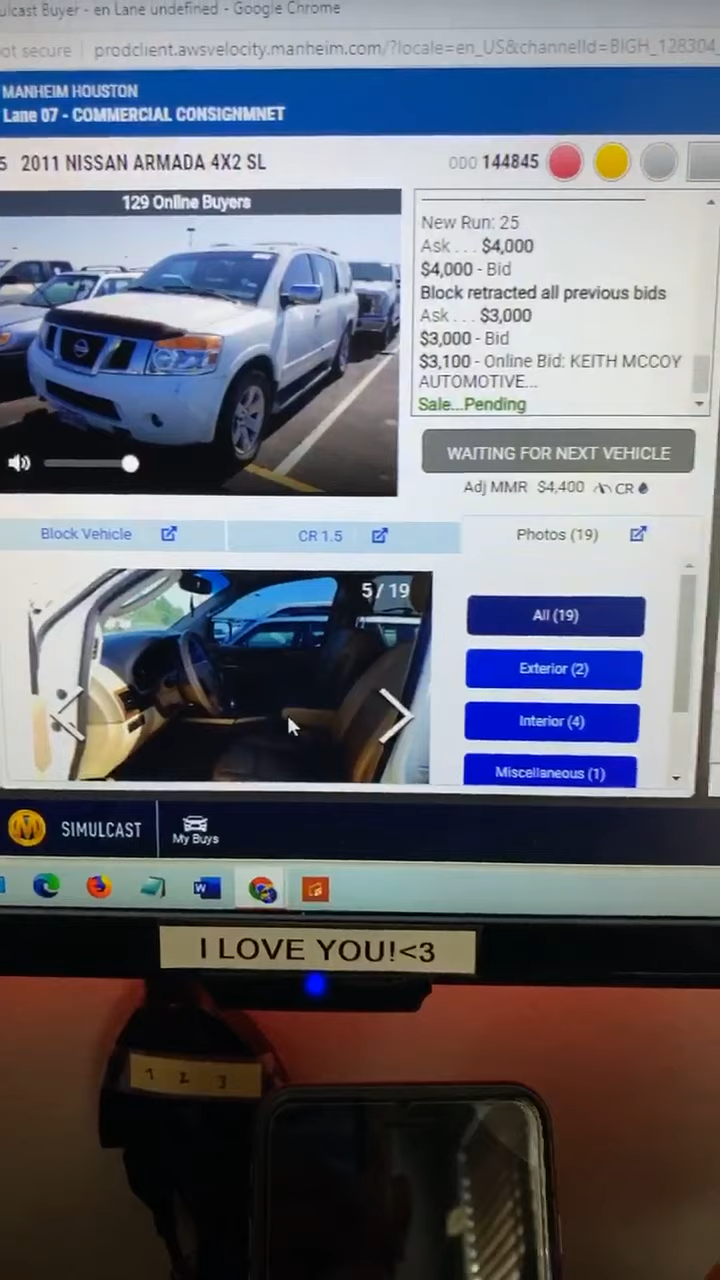 ulcast Buyer - en Lane undefined - Google Chrome
ot secure | prodclient.awsvelocity.manheim.com/?locale=en_US&channelId=BIGH_128304
MANHEIM HOUSTON
Lane 07 - COMMERCIAL CONSIGNMNET
5 2011 NISSAN ARMADA 4X2 SL
ODO 144845
129 Online Buyers
New Run: 25
Ask . . . $4,000
$4,000 - Bid
Block retracted all previous bids
Ask . . . $3,000
$3,000 - Bid
$3,100 - Online Bid: KEITH MCCOY
AUTOMOTIVE...
Sale...Pending
WAITING FOR NEXT VEHICLE
Adj MMR $4,400 CR
Block Vehicle
CR 1.5
Photos (19)
5 / 19
All (19)
Exterior (2)
Interior (4)
Miscellaneous (1)
SIMULCAST
My Buys
I LOVE YOU!<3
1 2 3